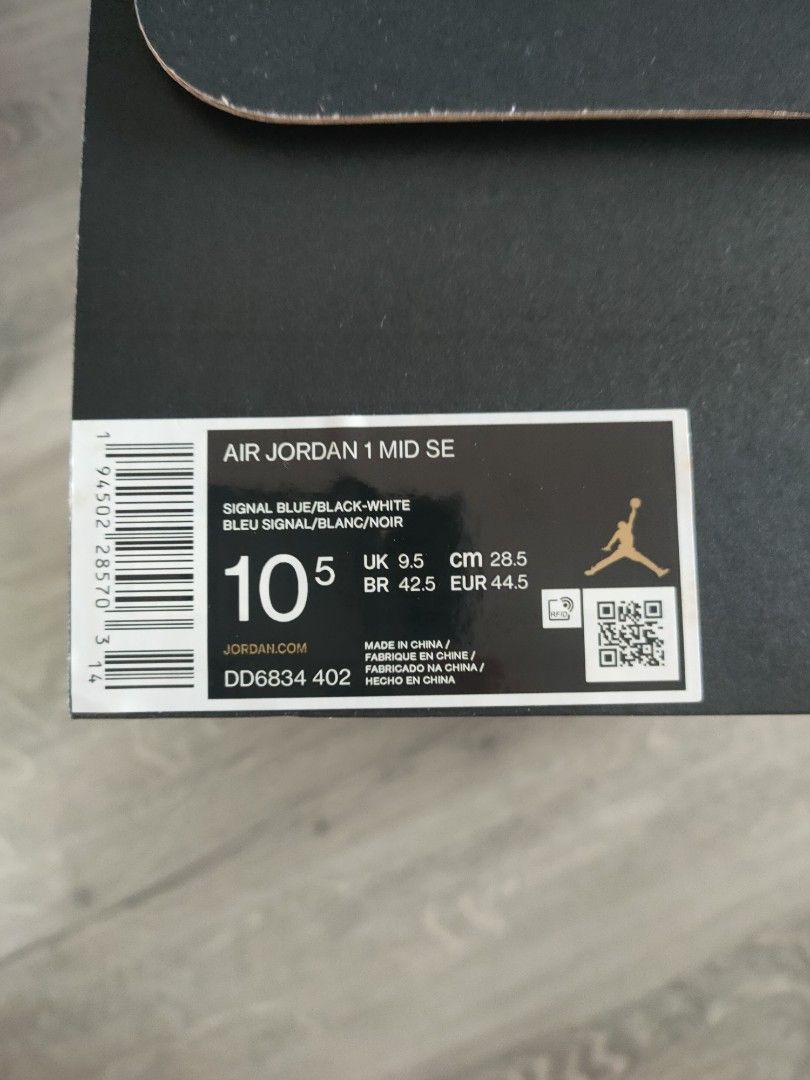 1 94502 28570 3 14
AIR JORDAN 1 MID SE
SIGNAL BLUE/BLACK-WHITE
BLEU SIGNAL/BLANC/NOIR
10 5
UK 9.5 cm 28.5
BR 42.5 EUR 44.5
RFID
JORDAN.COM
DD6834 402
MADE IN CHINA /
FABRIQUE EN CHINE /
FABRICADO NA CHINA /
HECHO EN CHINA